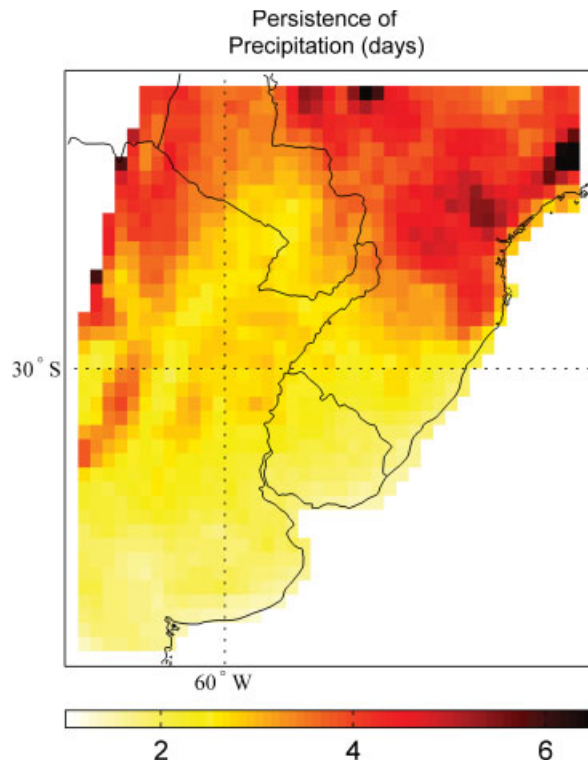 Persistence of
Precipitation (days)
30° S
60° W
2 4 6